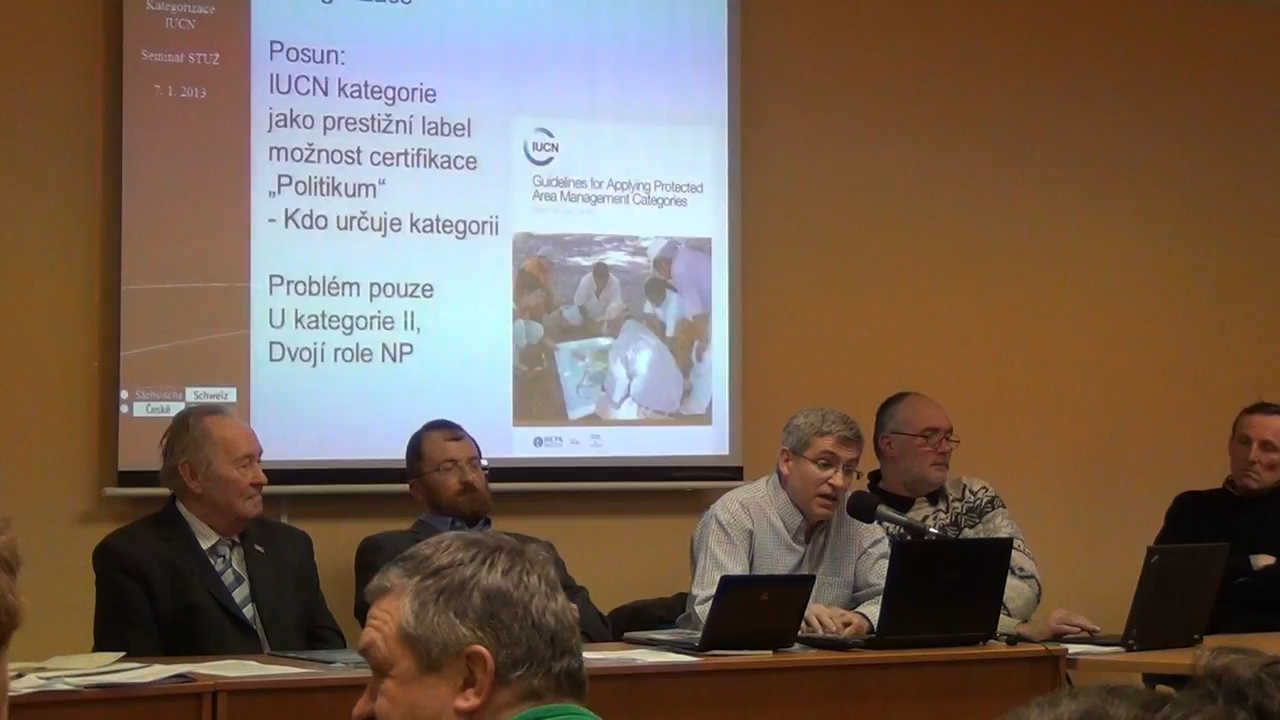 Kategorizace
IUCN
Seminář STUŽ
7. 1. 2013
Posun:
IUCN kategorie
jako prestižní label
možnost certifikace
„Politikum“
- Kdo určuje kategorii
Problém pouze
U kategorie II,
Dvojí role NP
IUCN
Guidelines for Applying Protected
Area Management Categories
Sächsische Schweiz
České